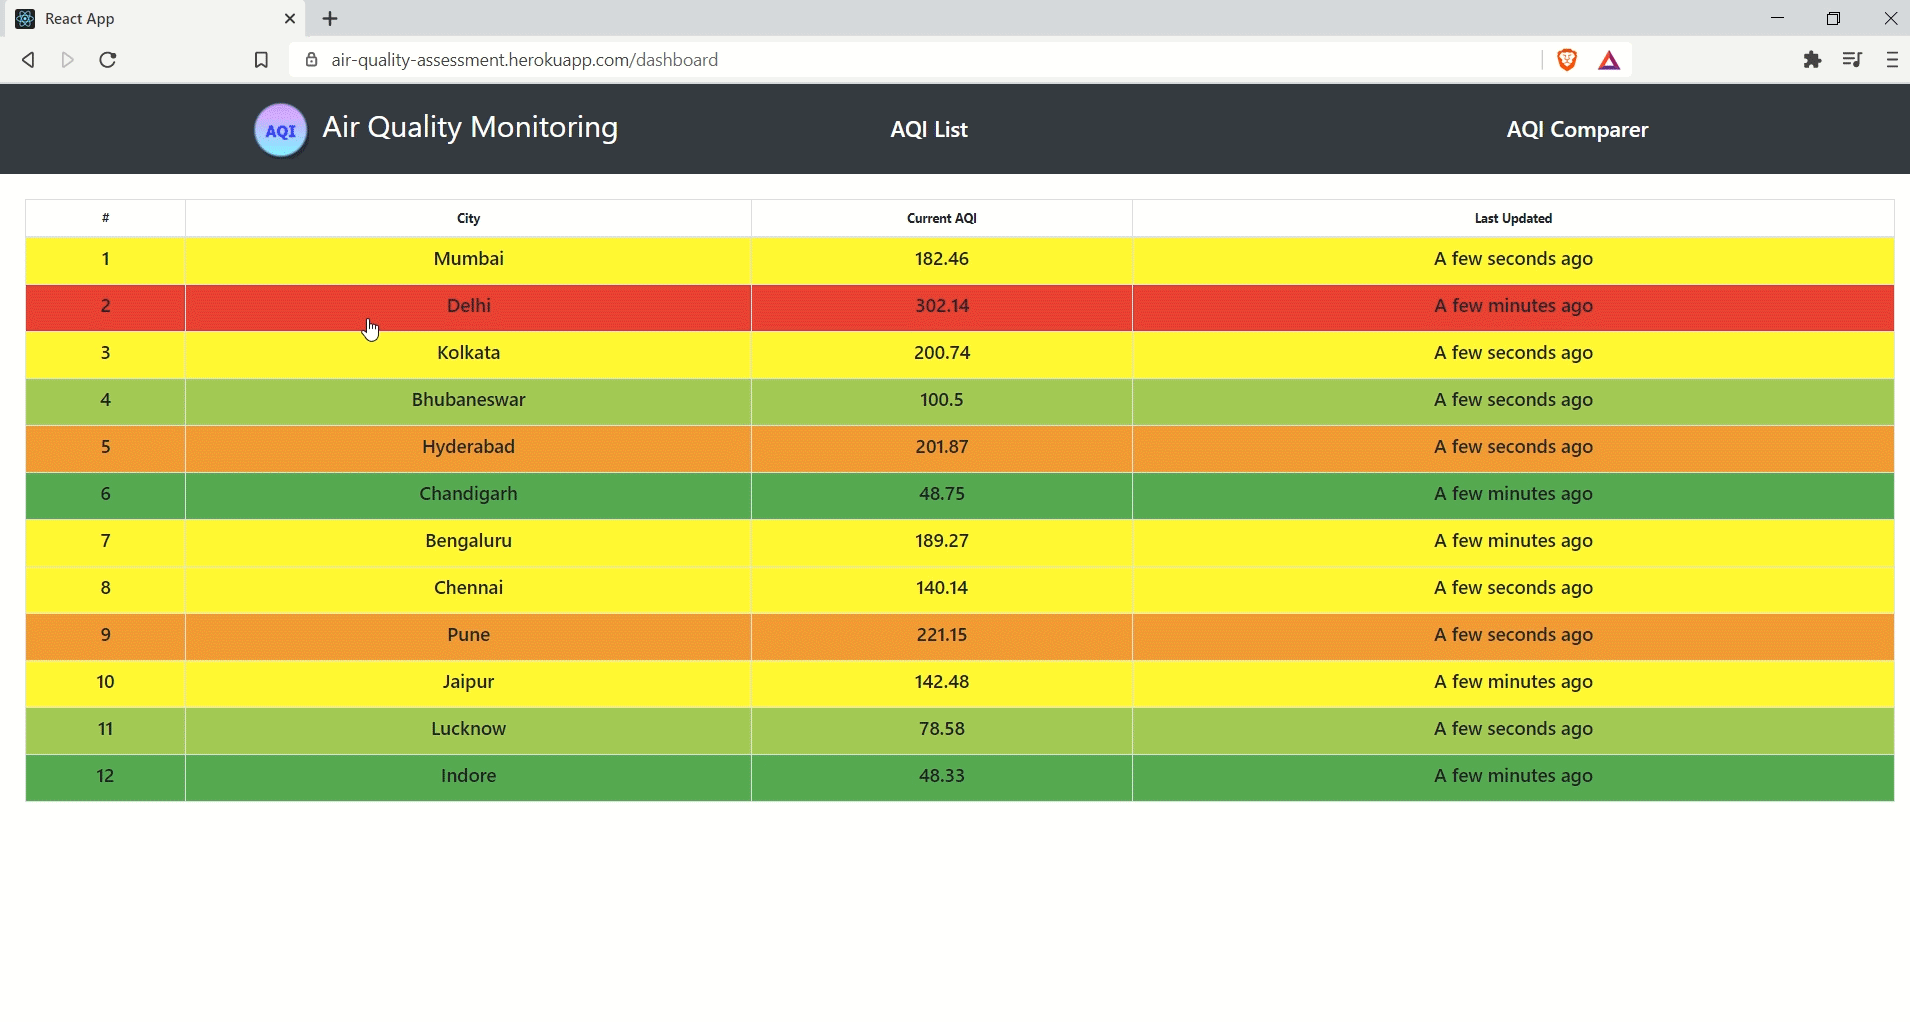 React App
air-quality-assessment.herokuapp.com/dashboard
AQI Air Quality Monitoring AQI List AQI Comparer
# City Current AQI Last Updated
1 Mumbai 182.46 A few seconds ago
2 Delhi 302.14 A few minutes ago
3 Kolkata 200.74 A few seconds ago
4 Bhubaneswar 100.5 A few seconds ago
5 Hyderabad 201.87 A few seconds ago
6 Chandigarh 48.75 A few minutes ago
7 Bengaluru 189.27 A few minutes ago
8 Chennai 140.14 A few seconds ago
9 Pune 221.15 A few seconds ago
10 Jaipur 142.48 A few minutes ago
11 Lucknow 78.58 A few seconds ago
12 Indore 48.33 A few minutes ago